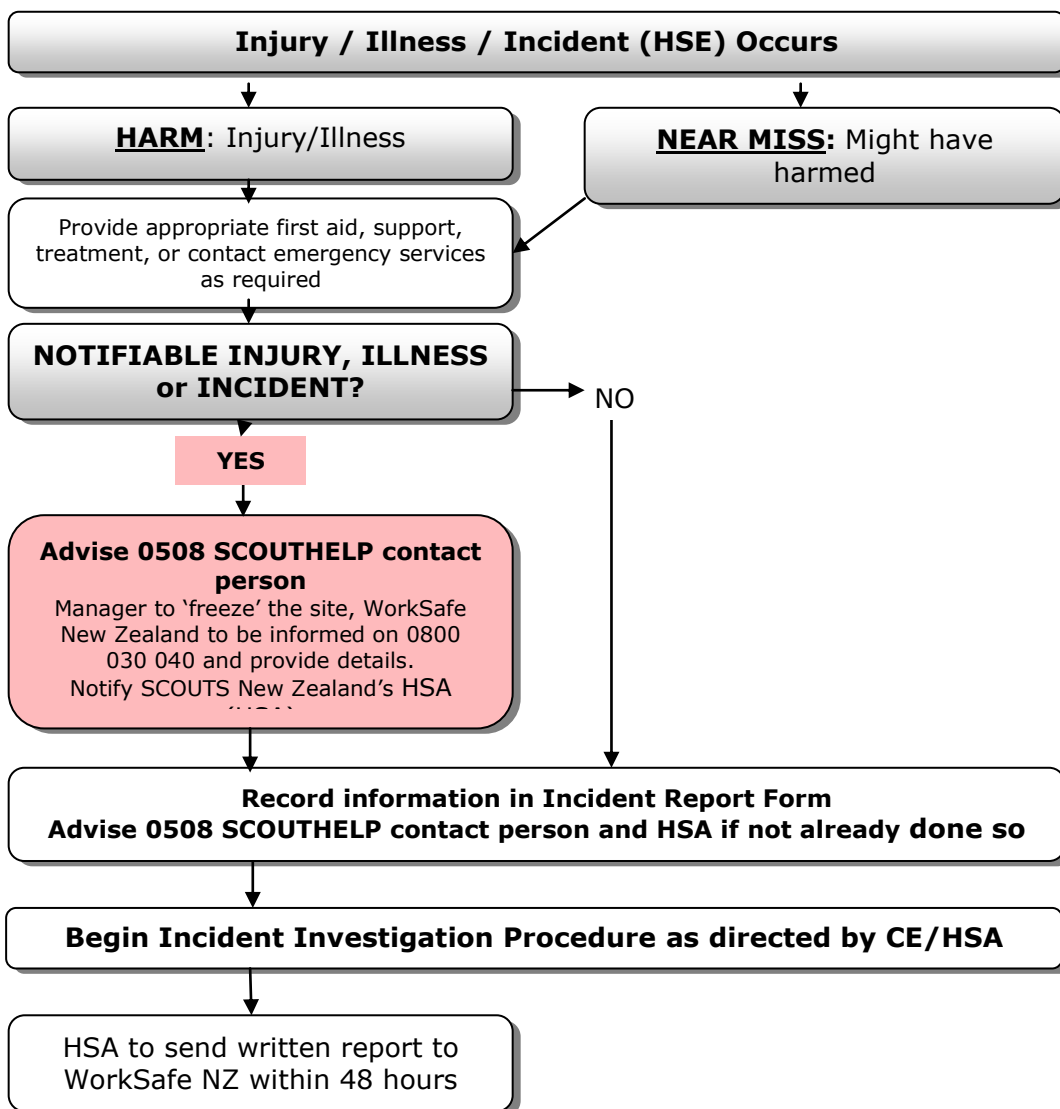 Injury / Illness / Incident (HSE) Occurs
HARM: Injury/Illness
NEAR MISS: Might have
harmed
Provide appropriate first aid, support,
treatment, or contact emergency services
as required
NOTIFIABLE INJURY, ILLNESS
or INCIDENT?
NO
YES
Advise 0508 SCOUTHELP contact
person
Manager to ‘freeze’ the site, WorkSafe
New Zealand to be informed on 0800
030 040 and provide details.
Notify SCOUTS New Zealand’s HSA
Record information in Incident Report Form
Advise 0508 SCOUTHELP contact person and HSA if not already done so
Begin Incident Investigation Procedure as directed by CE/HSA
HSA to send written report to
WorkSafe NZ within 48 hours